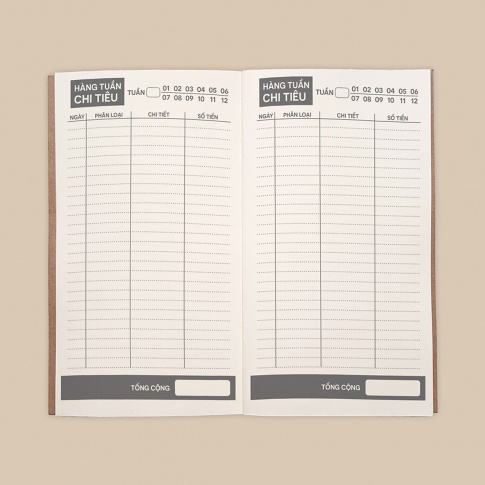 HÀNG TUẦN
CHI TIÊU
TUẦN
01 02 03 04 05 06
07 08 09 10 11 12
NGÀY PHÂN LOẠI CHI TIẾT SỐ TIỀN
TỔNG CỘNG
HÀNG TUẦN
CHI TIÊU
TUẦN
01 02 03 04 05 06
07 08 09 10 11 12
NGÀY PHÂN LOẠI CHI TIẾT SỐ TIỀN
TỔNG CỘNG